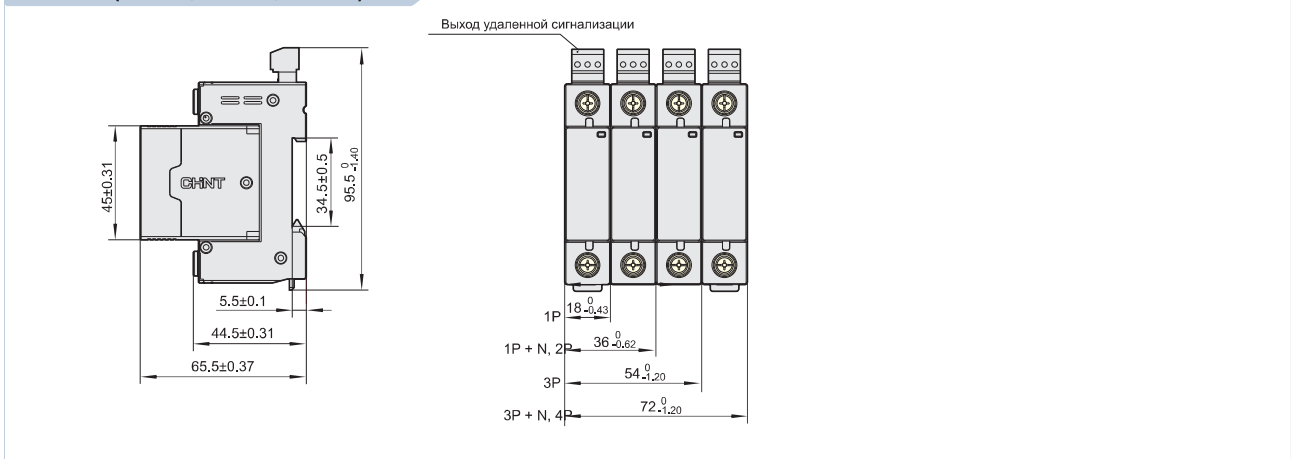 Выход удаленной сигнализации
45±0.31
CHNT
34.5±0.5
95.5 0 -1.40
5.5±0.1
44.5±0.31
65.5±0.37
1P 18 0 -0.43
1P + N, 2P 36 0 -0.62
3P 54 0 -1.20
3P + N, 4P 72 0 -1.20